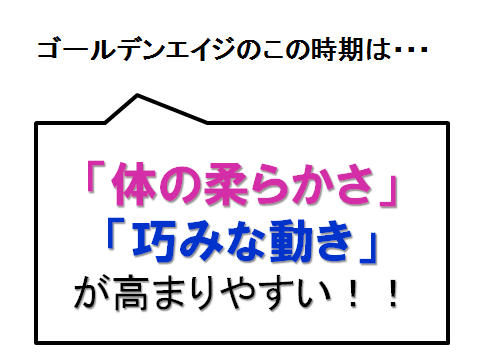 ゴールデンエイジのこの時期は・・・
「体の柔らかさ」
「巧みな動き」
が高まりやすい！！